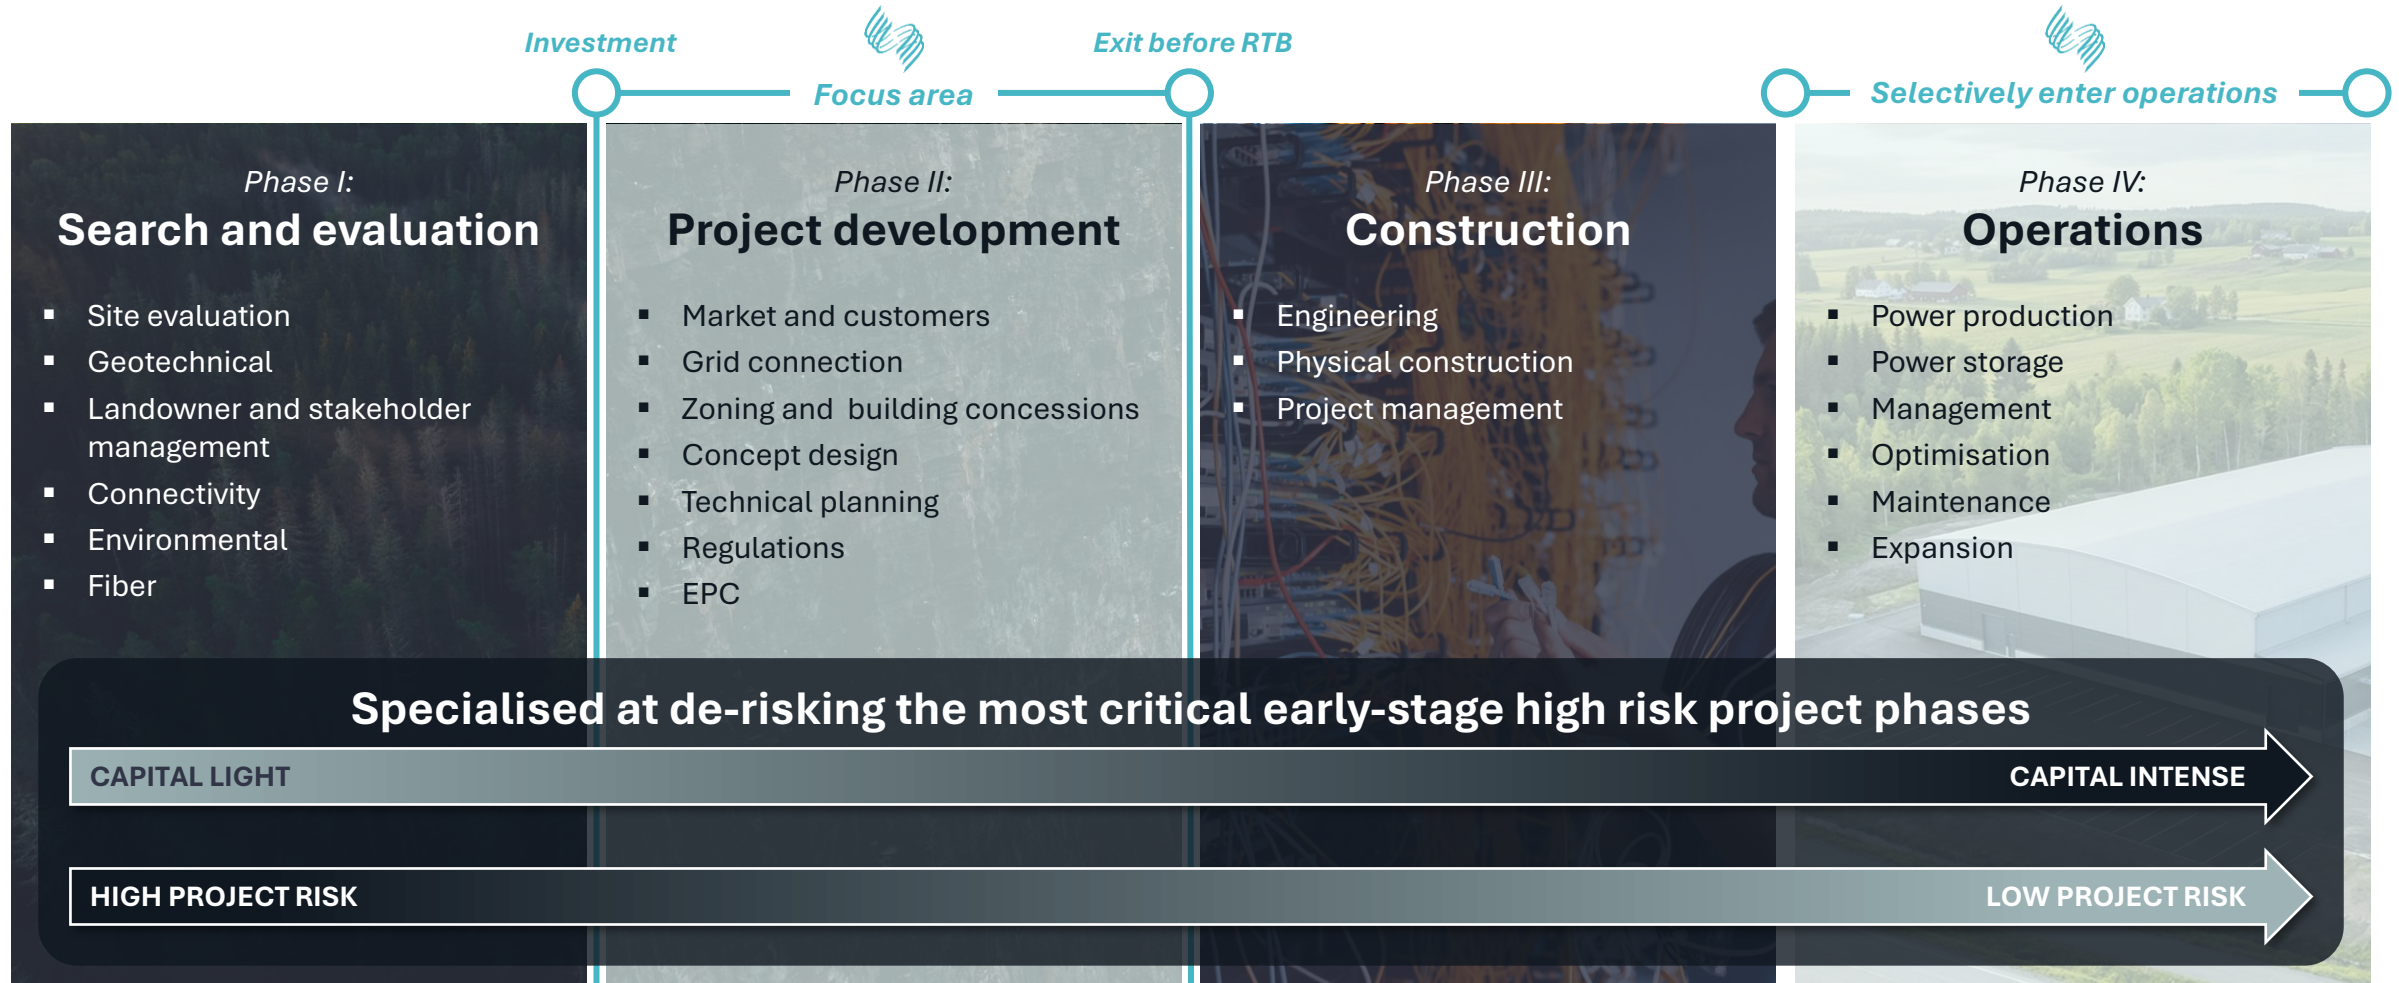 Investment
Focus area
Exit before RTB
Selectively enter operations
Phase I:
Search and evaluation
▪ Site evaluation
▪ Geotechnical
▪ Landowner and stakeholder
management
▪ Connectivity
▪ Environmental
▪ Fiber
Phase II:
Project development
▪ Market and customers
▪ Grid connection
▪ Zoning and  building concessions
▪ Concept design
▪ Technical planning
▪ Regulations
▪ EPC
Phase III:
Construction
▪ Engineering
▪ Physical construction
▪ Project management
Phase IV:
Operations
▪ Power production
▪ Power storage
▪ Management
▪ Optimisation
▪ Maintenance
▪ Expansion
Specialised at de-risking the most critical early-stage high risk project phases
CAPITAL LIGHT
CAPITAL INTENSE
HIGH PROJECT RISK
LOW PROJECT RISK